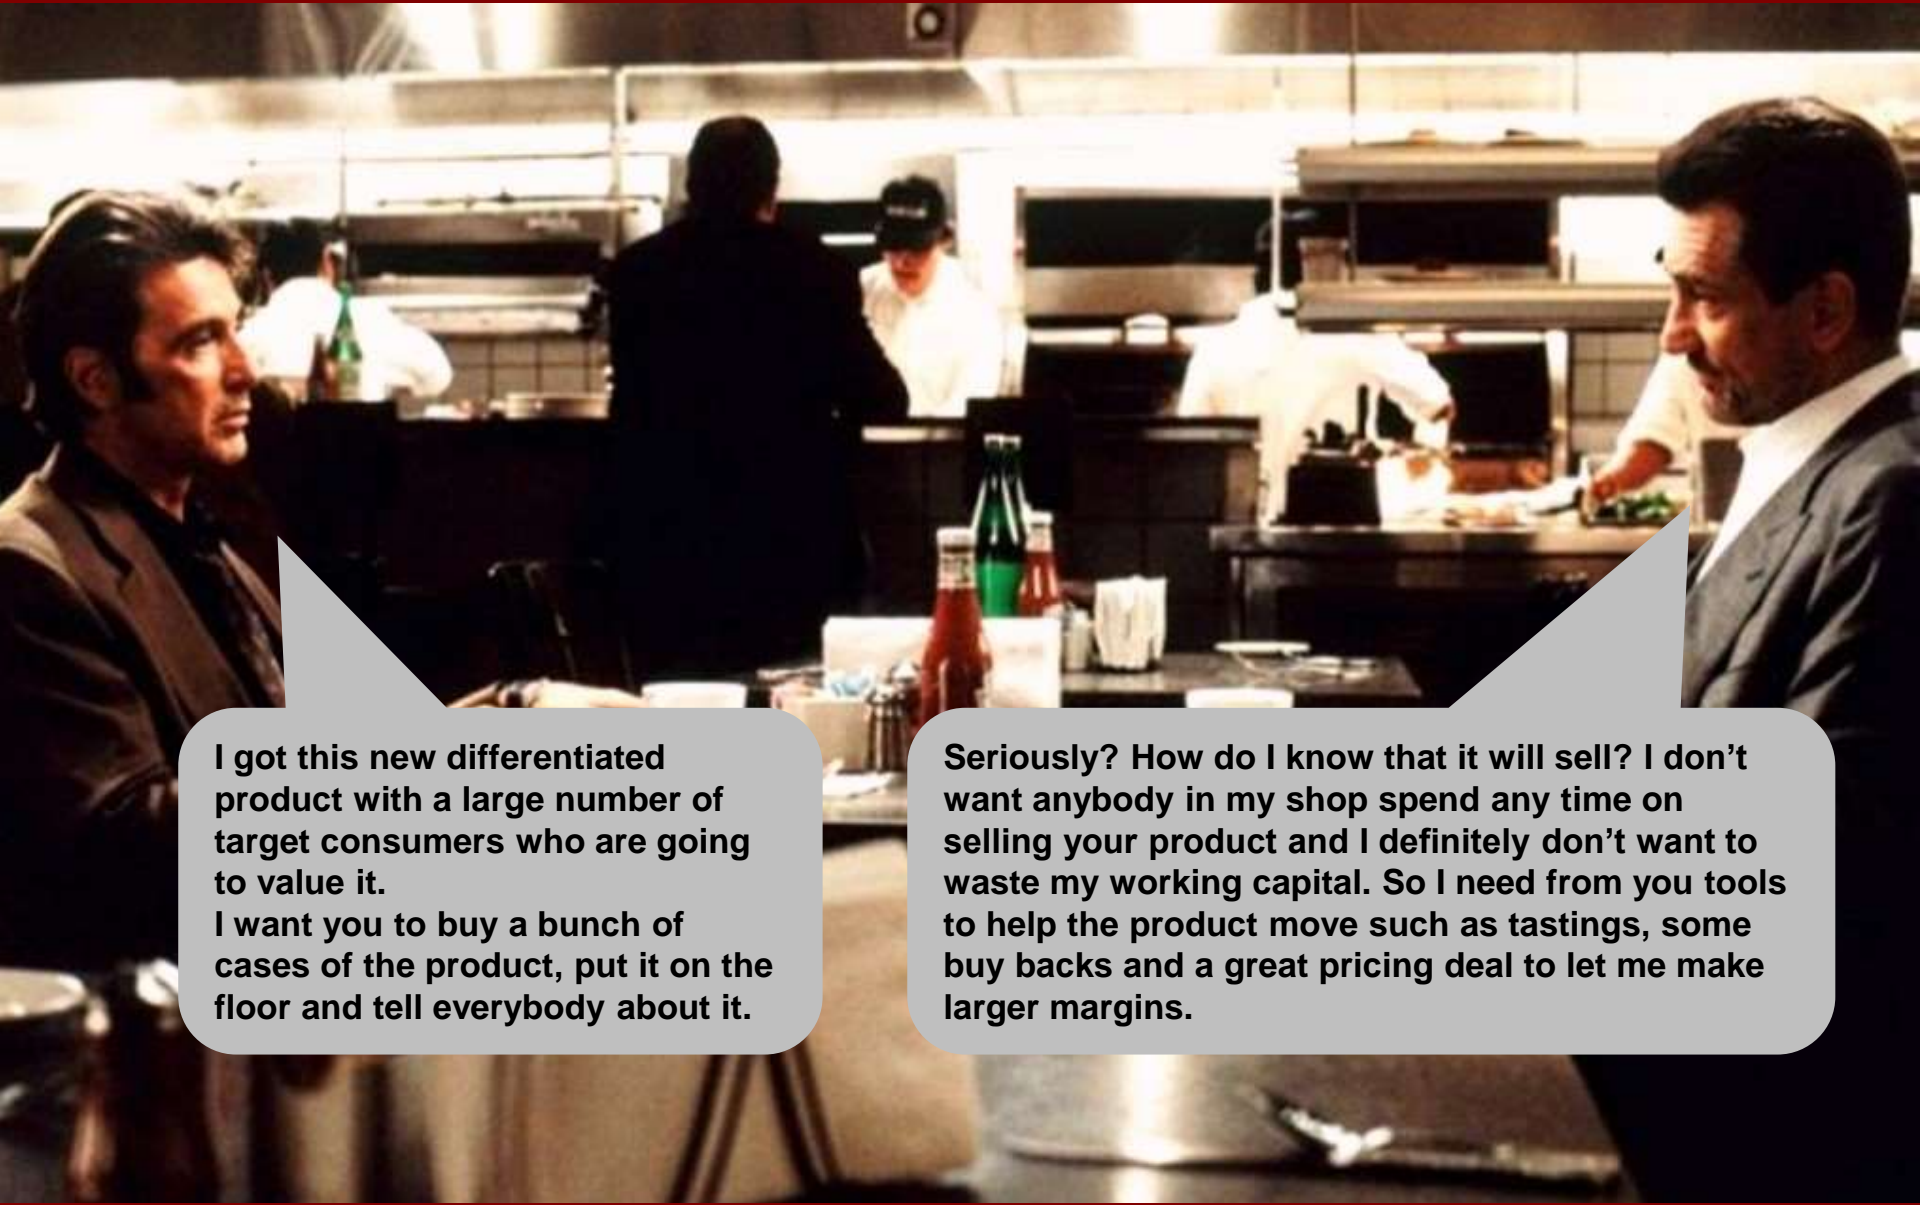 I got this new differentiated
product with a large number of
target consumers who are going
to value it.
I want you to buy a bunch of
cases of the product, put it on the
floor and tell everybody about it.
Seriously? How do I know that it will sell? I don’t
want anybody in my shop spend any time on
selling your product and I definitely don’t want to
waste my working capital. So I need from you tools
to help the product move such as tastings, some
buy backs and a great pricing deal to let me make
larger margins.